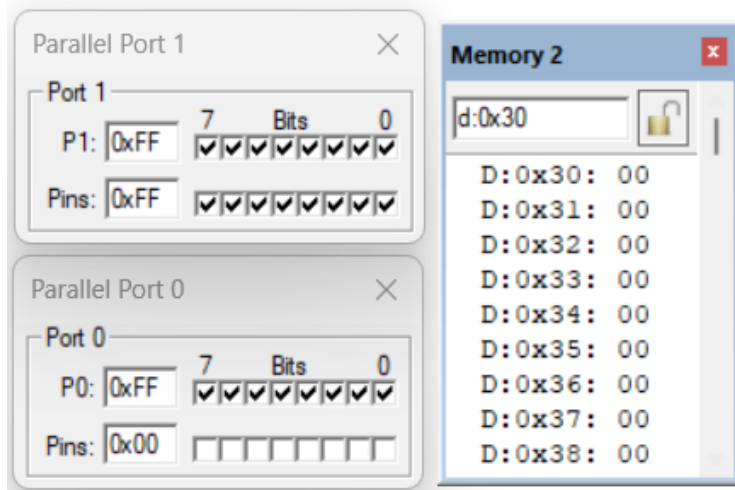 Parallel Port 1
Port 1
7 Bits 0
P1: 0xFF
Pins: 0xFF
Parallel Port 0
Port 0
7 Bits 0
P0: 0xFF
Pins: 0x00
Memory 2
d:0x30
D:0x30: 00
D:0x31: 00
D:0x32: 00
D:0x33: 00
D:0x34: 00
D:0x35: 00
D:0x36: 00
D:0x37: 00
D:0x38: 00